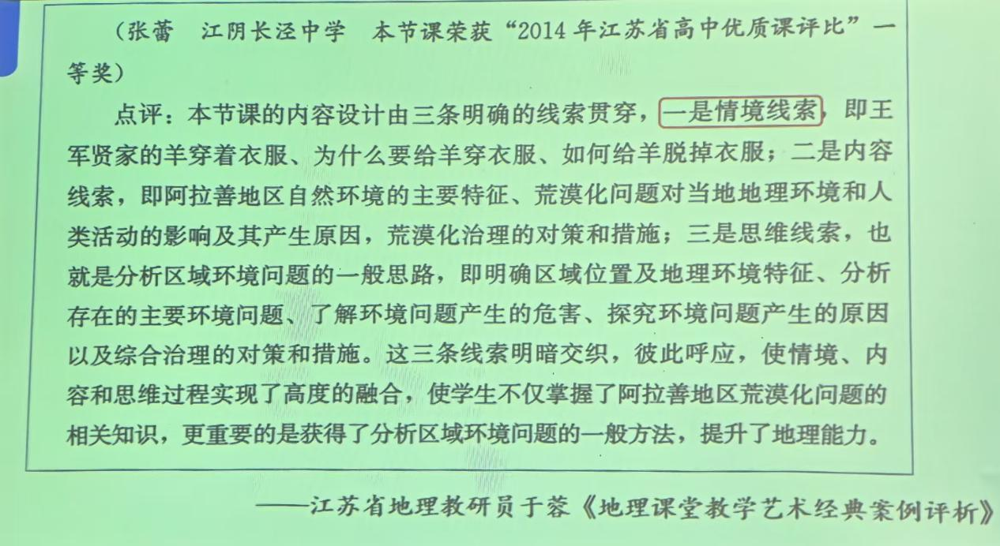 （张蕾　江阴长泾中学　本节课荣获“2014年江苏省高中优质课评比”一
等奖）
点评：本节课的内容设计由三条明确的线索贯穿，一是情境线索，即王
军贤家的羊穿着衣服、为什么要给羊穿衣服、如何给羊脱掉衣服；二是内容
线索，即阿拉善地区自然环境的主要特征、荒漠化问题对当地地理环境和人
类活动的影响及其产生原因，荒漠化治理的对策和措施；三是思维线索，也
就是分析区域环境问题的一般思路，即明确区域位置及地理环境特征、分析
存在的主要环境问题、了解环境问题产生的危害、探究环境问题产生的原因
以及综合治理的对策和措施。这三条线索明暗交织，彼此呼应，使情境、内
容和思维过程实现了高度的融合，使学生不仅掌握了阿拉善地区荒漠化问题的
相关知识，更重要的是获得了分析区域环境问题的一般方法，提升了地理能力。
——江苏省地理教研员于蓉《地理课堂教学艺术经典案例评析》